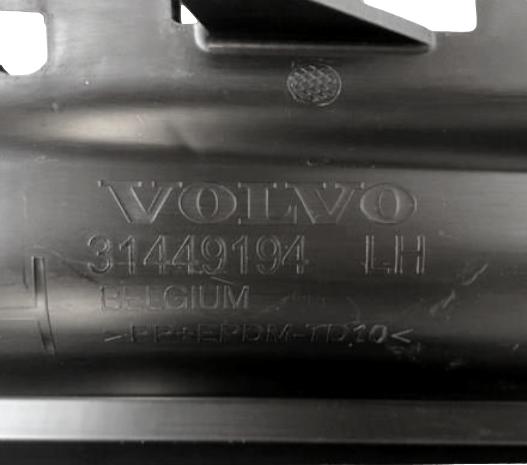 VOLVO
31449194 LH
BELGIUM
>PP+EPDM-TD10<